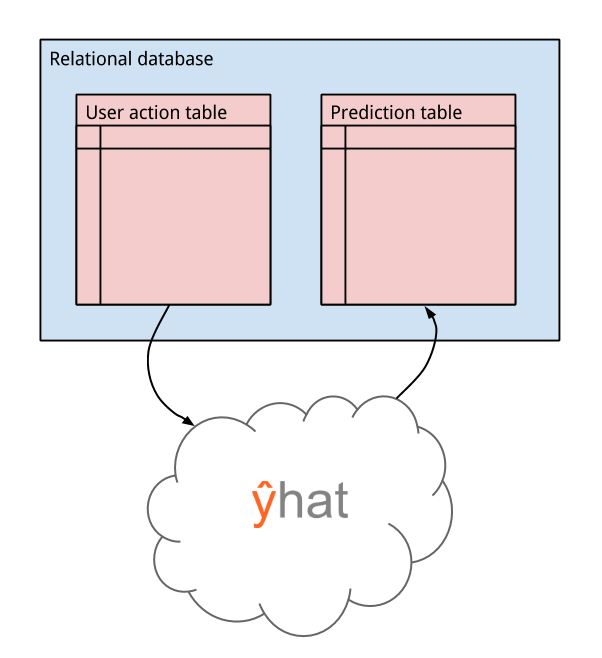 Relational database
User action table
Prediction table
ŷhat